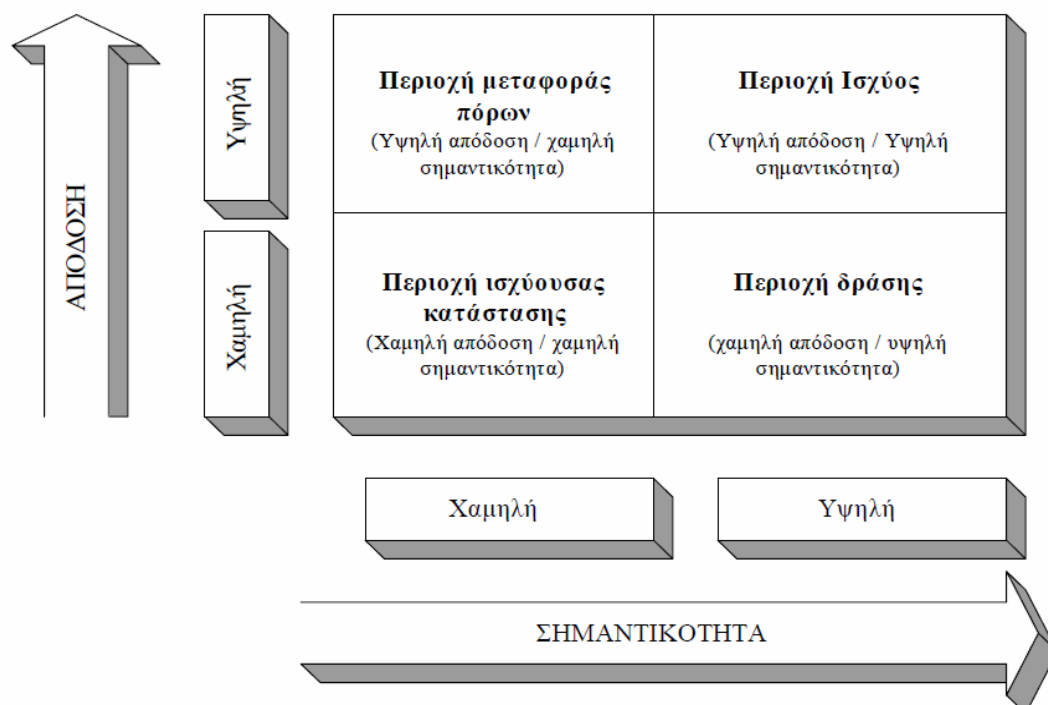 ΑΠΟΔΟΣΗ
Υψηλή
Χαμηλή
Περιοχή μεταφοράς
πόρων
(Υψηλή απόδοση / χαμηλή
σημαντικότητα)
Περιοχή Ισχύος
(Υψηλή απόδοση / Υψηλή
σημαντικότητα)
Περιοχή ισχύουσας
κατάστασης
(Χαμηλή απόδοση / χαμηλή
σημαντικότητα)
Περιοχή δράσης
(χαμηλή απόδοση / υψηλή
σημαντικότητα)
Χαμηλή
Υψηλή
ΣΗΜΑΝΤΙΚΟΤΗΤΑ